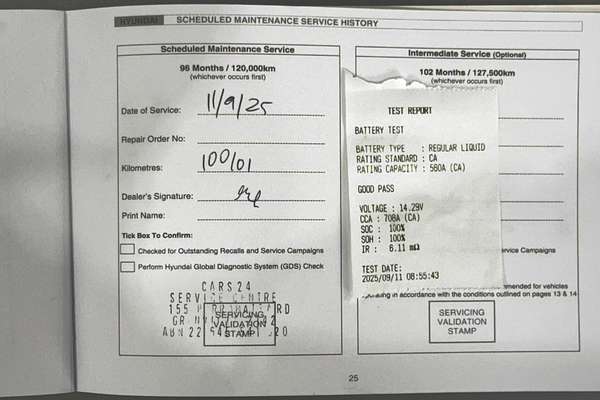 HYUNDAI SCHEDULED MAINTENANCE SERVICE HISTORY
Scheduled Maintenance Service
96 Months / 120,000km
(whichever occurs first)
Date of Service: 11/9/25
Repair Order No:
Kilometres: 100101
Dealer's Signature:
Print Name:
Tick Box To Confirm:
Checked for Outstanding Recalls and Service Campaigns
Perform Hyundai Global Diagnostic System (GDS) Check
CARS24
SERVICE CENTRE
155
SERVICING
VALIDATION
STAMP
ABN 22
Intermediate Service (Optional)
102 Months / 127,500km
(whichever occurs first)
TEST REPORT
BATTERY TEST
BATTERY TYPE : REGULAR LIQUID
RATING STANDARD : CA
RATING CAPACITY : 560A (CA)
GOOD PASS
VOLTAGE : 14.29V
CCA : 708A (CA)
SOC : 100%
SOH : 100%
IR : 6.11 mΩ
TEST DATE:
2025/09/11 08:55:43
Service Campaigns
for vehicles
in accordance with the conditions outlined on pages 13 & 14
SERVICING
VALIDATION
STAMP
25